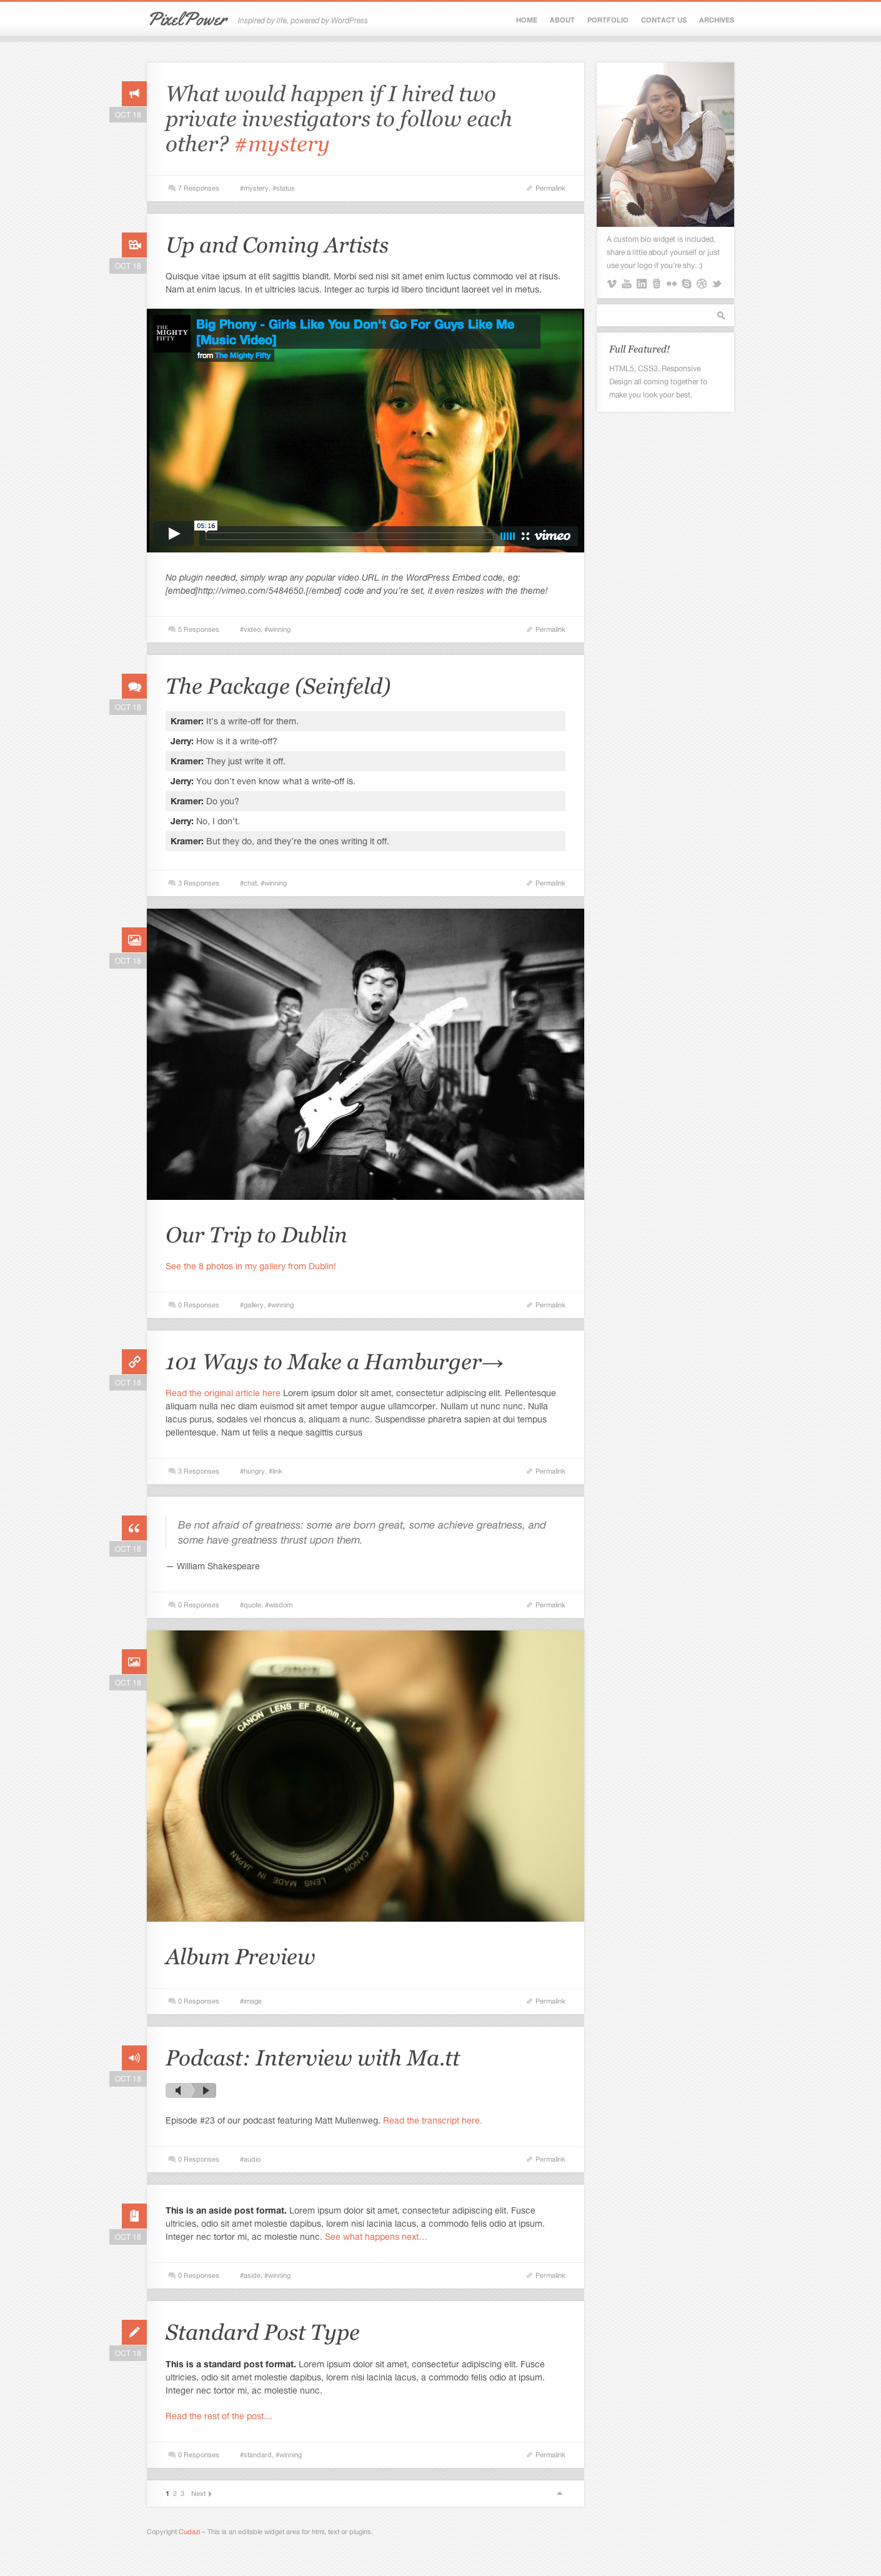 PixelPower Inspired by life, powered by WordPress HOME ABOUT PORTFOLIO CONTACT US ARCHIVES
OCT 18
What would happen if I hired two
private investigators to follow each
other? #mystery
7 Responses #mystery, #status Permalink
A custom bio widget is included,
share a little about yourself or just
use your logo if you're shy. ;)
Full Featured!
HTML5, CSS3, Responsive
Design all coming together to
make you look your best.
OCT 18
Up and Coming Artists
Quisque vitae ipsum at elit sagittis blandit. Morbi sed nisi sit amet enim luctus commodo vel at risus.
Nam at enim lacus. In et ultricies lacus. Integer ac turpis id libero tincidunt laoreet vel in metus.
THE
MIGHTY
FIFTY
Big Phony - Girls Like You Don't Go For Guys Like Me
[Music Video]
from The Mighty Fifty
05:16
vimeo
No plugin needed, simply wrap any popular video URL in the WordPress Embed code, eg:
[embed]http://vimeo.com/5484650.[/embed] code and you're set, it even resizes with the theme!
5 Responses #video, #winning Permalink
OCT 18
The Package (Seinfeld)
Kramer: It's a write-off for them.
Jerry: How is it a write-off?
Kramer: They just write it off.
Jerry: You don't even know what a write-off is.
Kramer: Do you?
Jerry: No, I don't.
Kramer: But they do, and they're the ones writing it off.
3 Responses #chat, #winning Permalink
OCT 18
Our Trip to Dublin
See the 8 photos in my gallery from Dublin!
0 Responses #gallery, #winning Permalink
OCT 18
101 Ways to Make a Hamburger→
Read the original article here Lorem ipsum dolor sit amet, consectetur adipiscing elit. Pellentesque
aliquam nulla nec diam euismod sit amet tempor augue ullamcorper. Nullam ut nunc nunc. Nulla
lacus purus, sodales vel rhoncus a, aliquam a nunc. Suspendisse pharetra sapien at dui tempus
pellentesque. Nam ut felis a neque sagittis cursus
3 Responses #hungry, #link Permalink
OCT 18
Be not afraid of greatness: some are born great, some achieve greatness, and
some have greatness thrust upon them.
— William Shakespeare
0 Responses #quote, #wisdom Permalink
OCT 18
Canon
CANON LENS EF 50mm 1:1.4
CANON LENS MADE IN JAPAN
Album Preview
0 Responses #image Permalink
OCT 18
Podcast: Interview with Ma.tt
Episode #23 of our podcast featuring Matt Mullenweg. Read the transcript here.
0 Responses #audio Permalink
OCT 18
This is an aside post format. Lorem ipsum dolor sit amet, consectetur adipiscing elit. Fusce
ultricies, odio sit amet molestie dapibus, lorem nisi lacinia lacus, a commodo felis odio at ipsum.
Integer nec tortor mi, ac molestie nunc. See what happens next…
0 Responses #aside, #winning Permalink
OCT 18
Standard Post Type
This is a standard post format. Lorem ipsum dolor sit amet, consectetur adipiscing elit. Fusce
ultricies, odio sit amet molestie dapibus, lorem nisi lacinia lacus, a commodo felis odio at ipsum.
Integer nec tortor mi, ac molestie nunc.
Read the rest of the post…
0 Responses #standard, #winning Permalink
1 2 3 Next
Copyright Cudazi – This is an editable widget area for html, text or plugins.